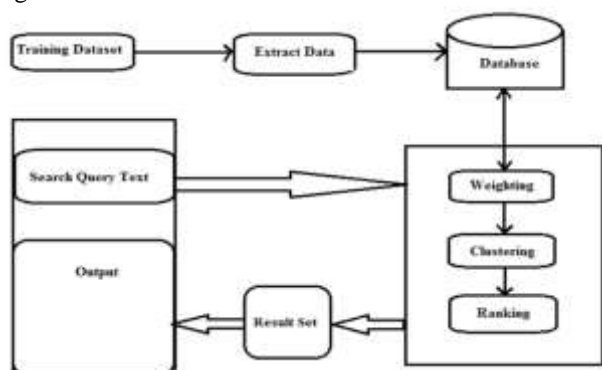 Training Dataset
Extract Data
Database
Search Query Text
Weighting
Clustering
Output
Result Set
Ranking